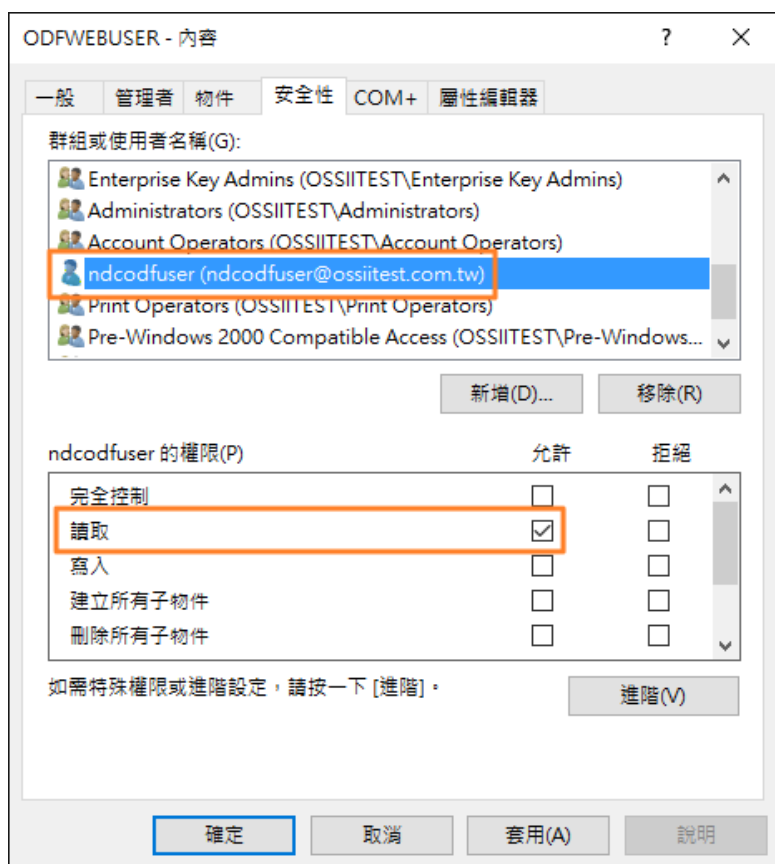 ODFWEBUSER - 內容
一般 管理者 物件 安全性 COM+ 屬性編輯器
群組或使用者名稱(G):
Enterprise Key Admins (OSSIITEST\Enterprise Key Admins)
Administrators (OSSIITEST\Administrators)
Account Operators (OSSIITEST\Account Operators)
ndcodfuser (ndcodfuser@ossiitest.com.tw)
Print Operators (OSSIITEST\Print Operators)
Pre-Windows 2000 Compatible Access (OSSIITEST\Pre-Windows...
新增(D)... 移除(R)
ndcodfuser 的權限(P) 允許 拒絕
完全控制
讀取
寫入
建立所有子物件
刪除所有子物件
如需特殊權限或進階設定，請按一下 [進階]。 進階(V)
確定 取消 套用(A) 說明